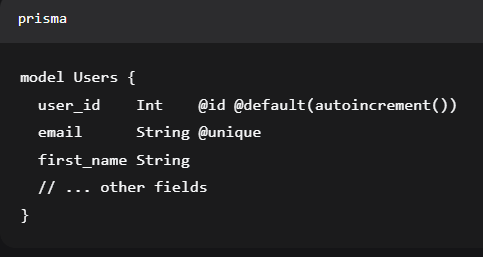 prisma
model Users {
  user_id    Int    @id @default(autoincrement())
  email      String @unique
  first_name String
  // ... other fields
}